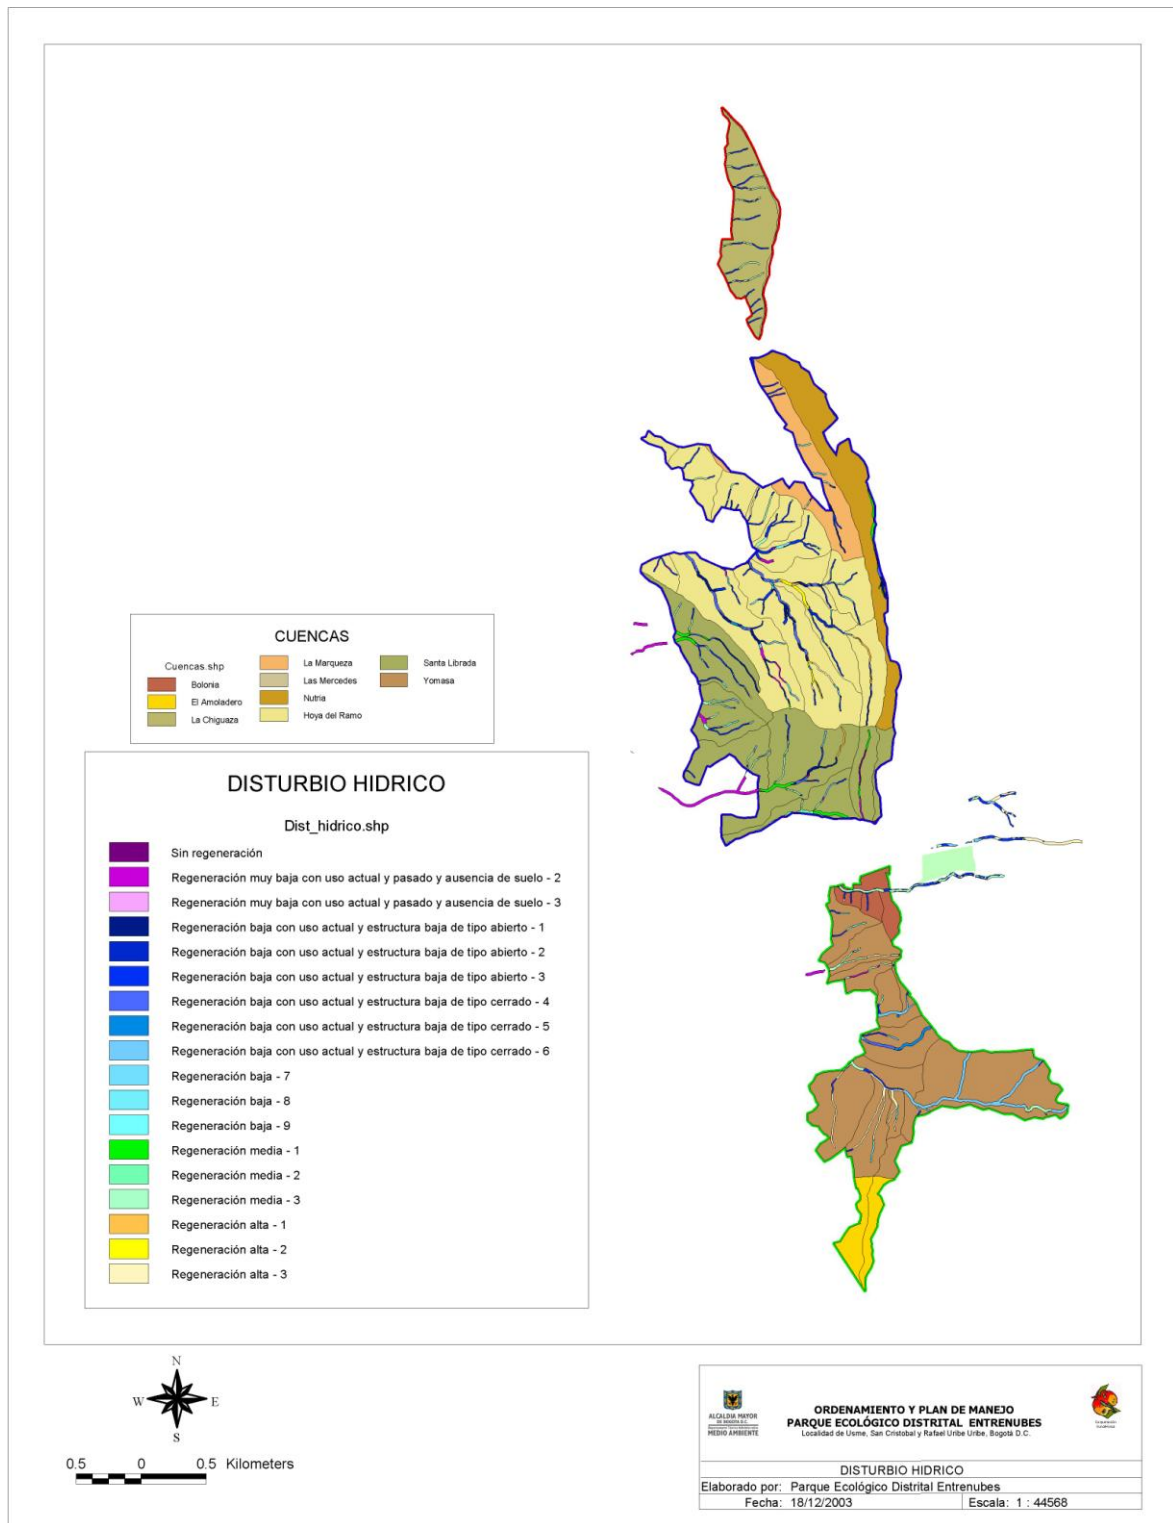 CUENCAS
Cuencas.shp
Bolonia
El Amoladero
La Chiguaza
La Marqueza
Las Mercedes
Nutria
Hoya del Ramo
Santa Librada
Yomasa
DISTURBIO HIDRICO
Dist_hidrico.shp
Sin regeneración
Regeneración muy baja con uso actual y pasado y ausencia de suelo - 2
Regeneración muy baja con uso actual y pasado y ausencia de suelo - 3
Regeneración baja con uso actual y estructura baja de tipo abierto - 1
Regeneración baja con uso actual y estructura baja de tipo abierto - 2
Regeneración baja con uso actual y estructura baja de tipo abierto - 3
Regeneración baja con uso actual y estructura baja de tipo cerrado - 4
Regeneración baja con uso actual y estructura baja de tipo cerrado - 5
Regeneración baja con uso actual y estructura baja de tipo cerrado - 6
Regeneración baja - 7
Regeneración baja - 8
Regeneración baja - 9
Regeneración media - 1
Regeneración media - 2
Regeneración media - 3
Regeneración alta - 1
Regeneración alta - 2
Regeneración alta - 3
N
W E
S
0.5 0 0.5 Kilometers
ALCALDIA MAYOR
DE BOGOTA D.C.
MEDIO AMBIENTE
ORDENAMIENTO Y PLAN DE MANEJO
PARQUE ECOLÓGICO DISTRITAL ENTRENUBES
Localidad de Usme, San Cristobal y Rafael Uribe Uribe, Bogotá D.C.
DISTURBIO HIDRICO
Elaborado por: Parque Ecológico Distrital Entrenubes
Fecha: 18/12/2003 Escala: 1 : 44568